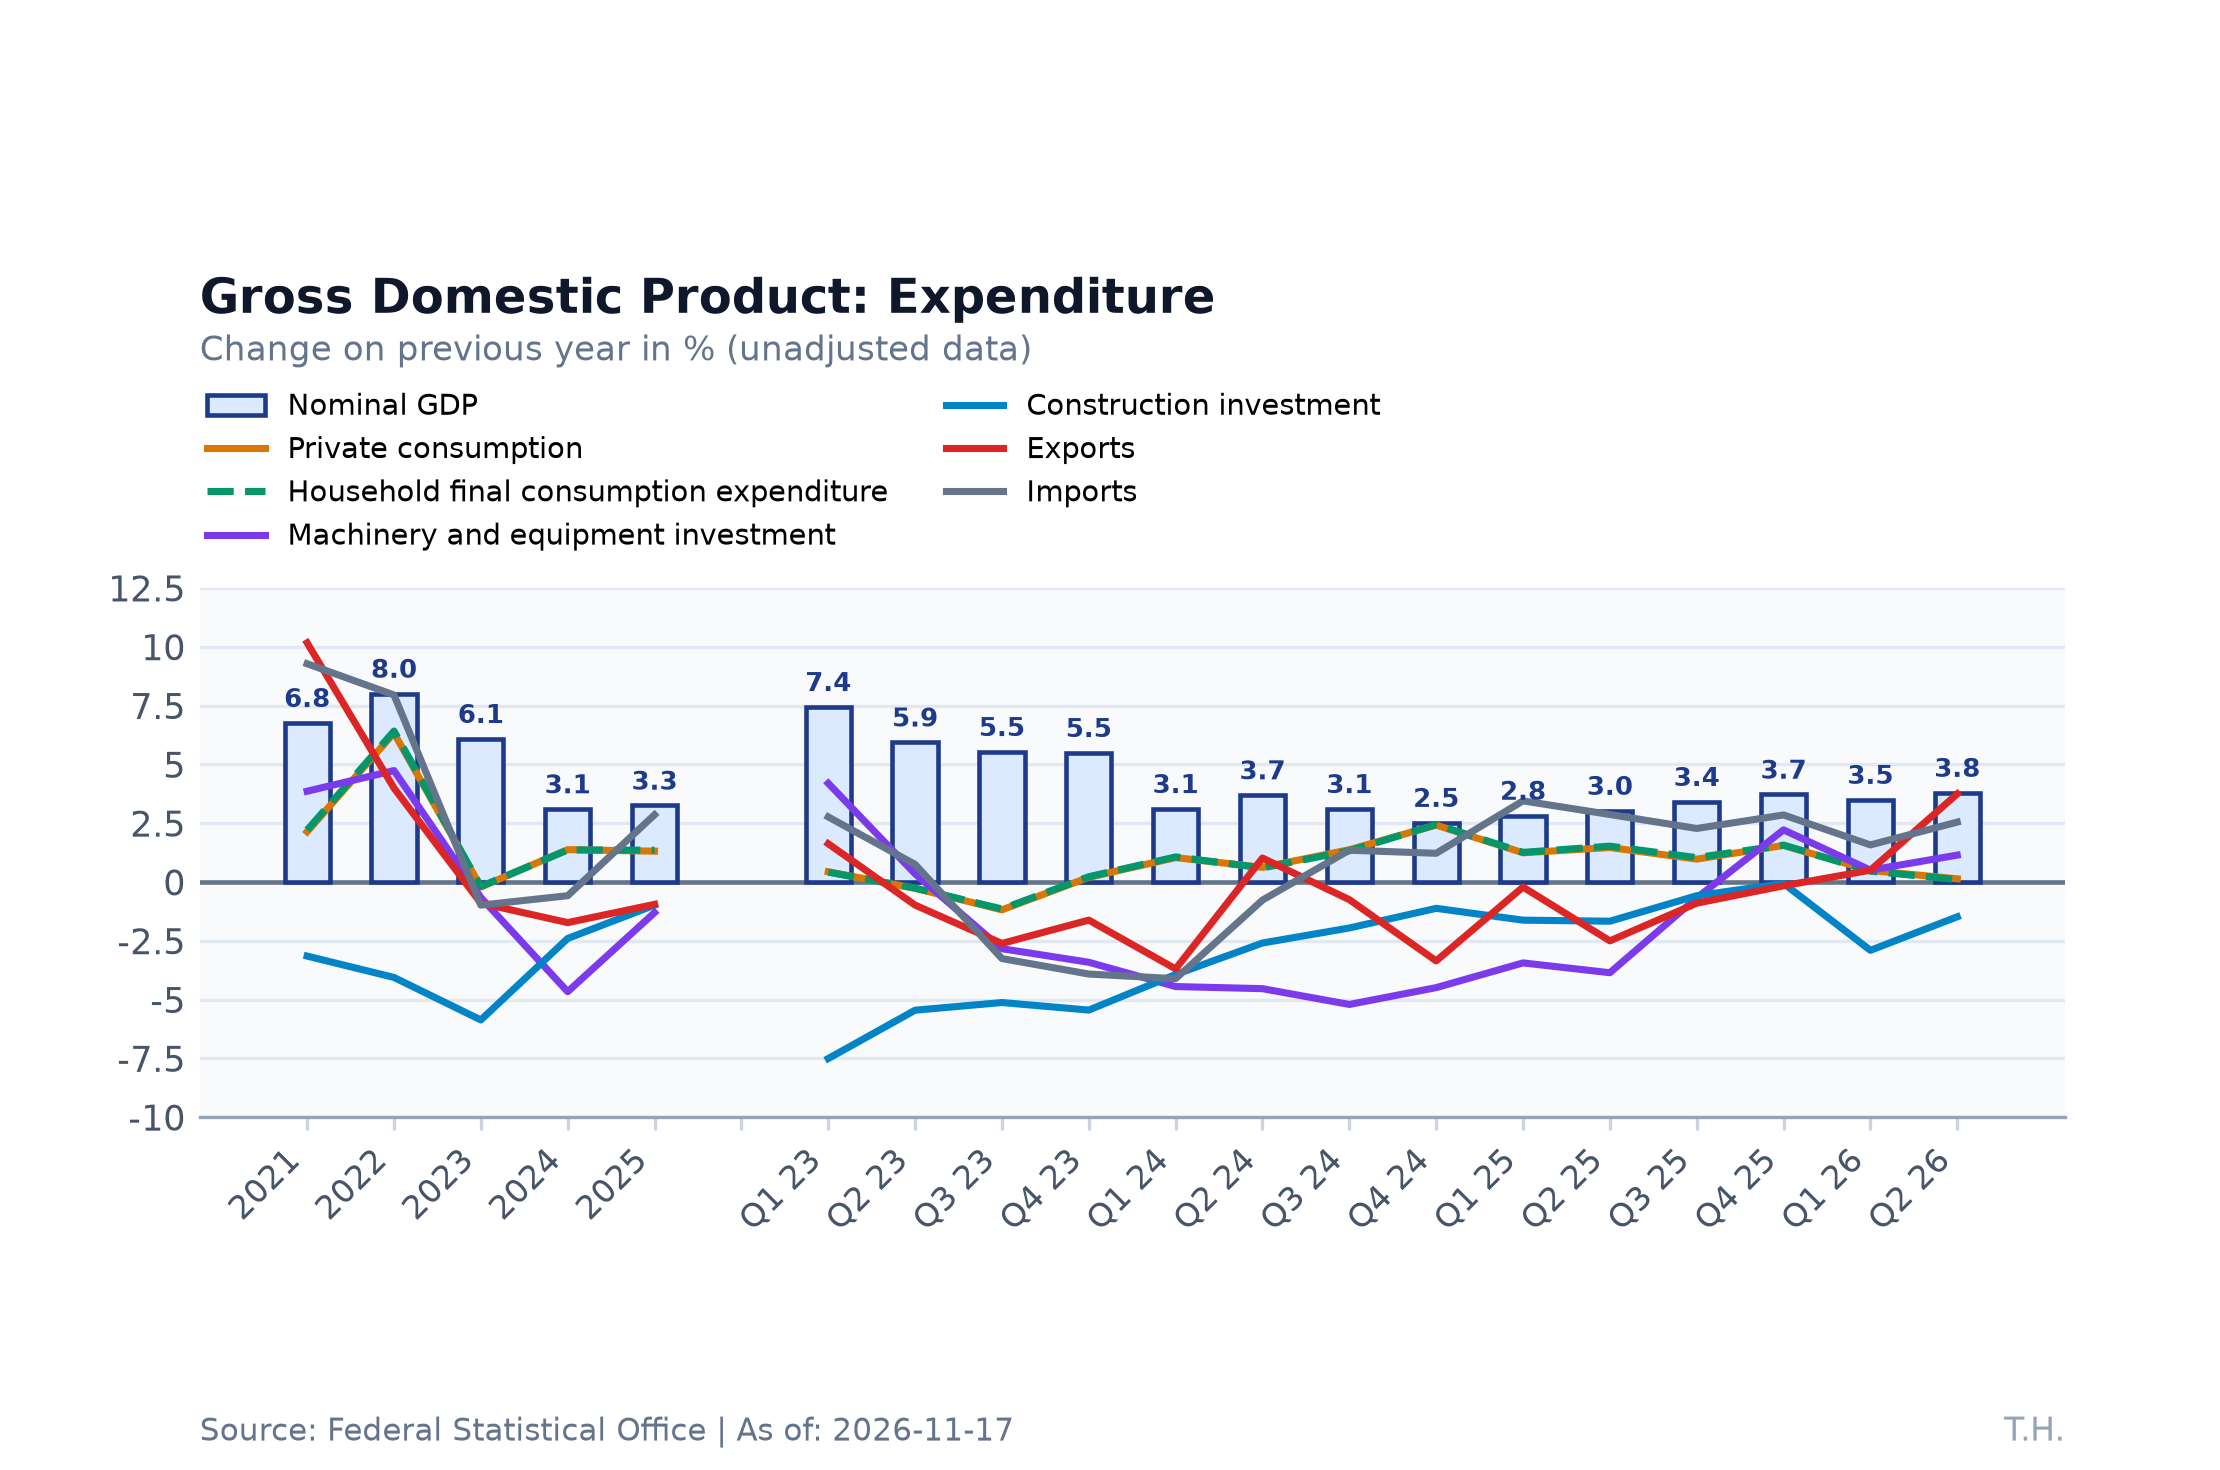 Gross Domestic Product: Expenditure
Change on previous year in % (unadjusted data)
Nominal GDP
Private consumption
Household final consumption expenditure
Machinery and equipment investment
Construction investment
Exports
Imports
12.5
10
7.5
5
2.5
0
-2.5
-5
-7.5
-10
6.8
8.0
6.1
3.1
3.3
7.4
5.9
5.5
5.5
3.1
3.7
3.1
2.5
2.8
3.0
3.4
3.7
3.5
3.8
2021
2022
2023
2024
2025
Q1 23
Q2 23
Q3 23
Q4 23
Q1 24
Q2 24
Q3 24
Q4 24
Q1 25
Q2 25
Q3 25
Q4 25
Q1 26
Q2 26
Source: Federal Statistical Office | As of: 2026-11-17
T.H.